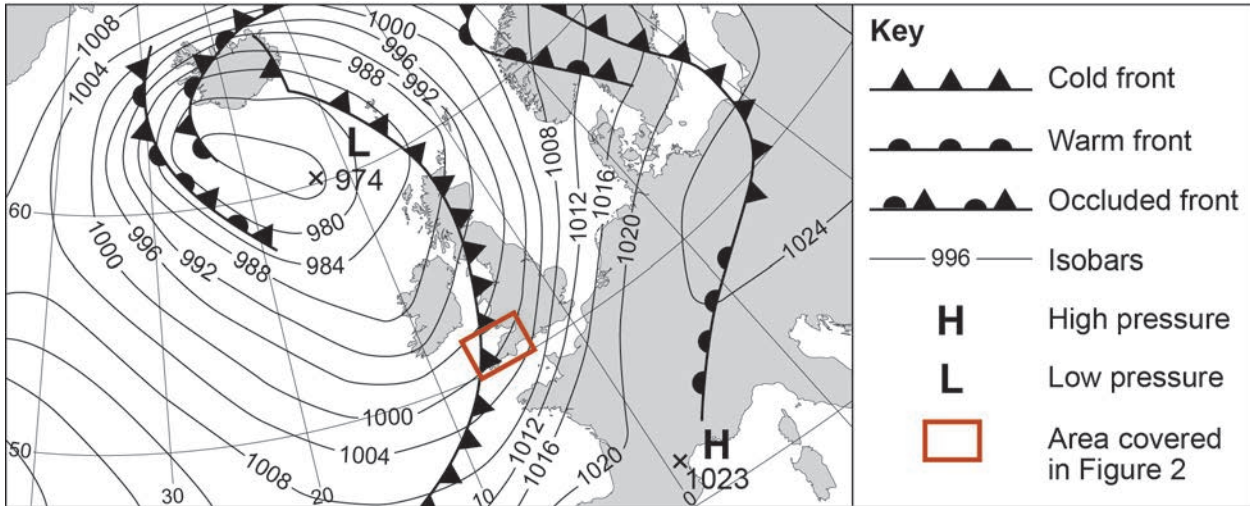 1008
1004
1000
996
988
992
L
974
980
984
988
992
996
1000
60
50
30
20
10
0
1000
1004
1008
1008
1012
1016
1020
1024
1012
1016
1020
H
1023
Key
Cold front
Warm front
Occluded front
996 Isobars
H High pressure
L Low pressure
Area covered
in Figure 2